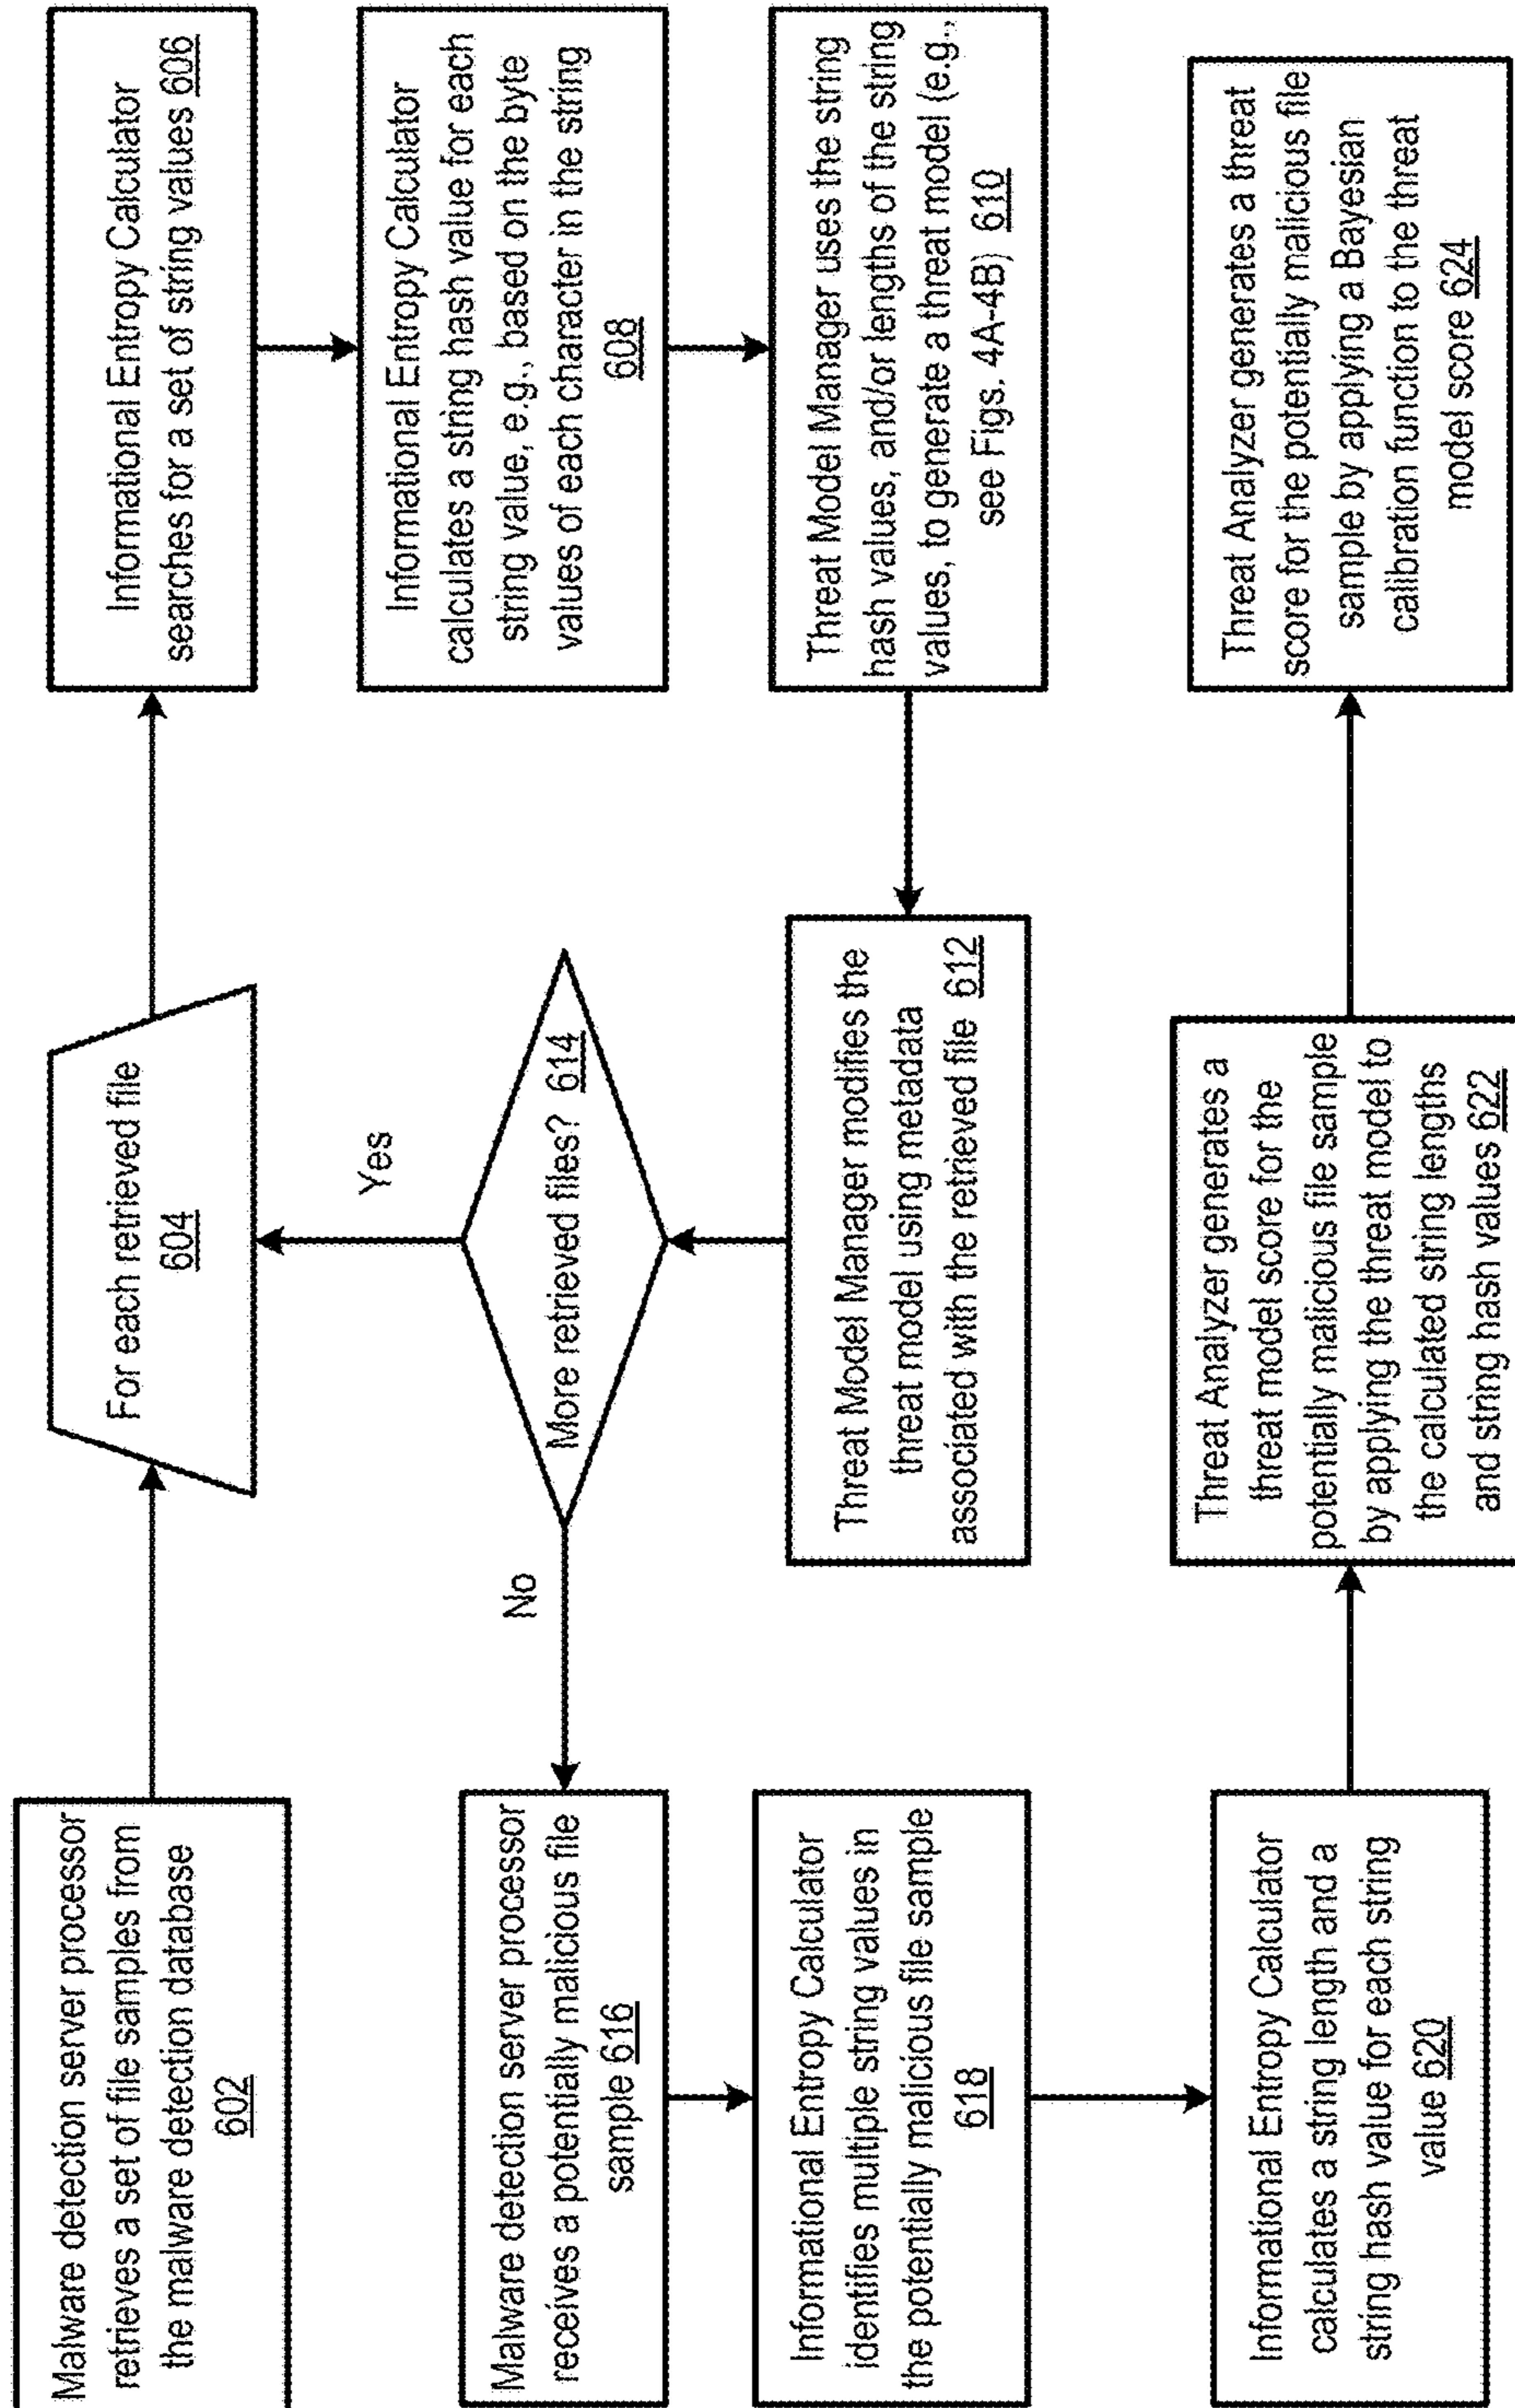 Malware detection server processor
retrieves a set of file samples from
the malware detection database
602
For each retrieved file
604
Informational Entropy Calculator
searches for a set of string values 606
Informational Entropy Calculator
calculates a string hash value for each
string value, e.g., based on the byte
values of each character in the string
608
Threat Model Manager uses the string
hash values, and/or lengths of the string
values, to generate a threat model (e.g.,
see Figs. 4A-4B) 610
Threat Model Manager modifies the
threat model using metadata
associated with the retrieved file 612
More retrieved files? 614
Yes
No
Malware detection server processor
receives a potentially malicious file
sample 616
Informational Entropy Calculator
identifies multiple string values in
the potentially malicious file sample
618
Informational Entropy Calculator
calculates a string length and a
string hash value for each string
value 620
Threat Analyzer generates a
threat model score for the
potentially malicious file sample
by applying the threat model to
the calculated string lengths
and string hash values 622
Threat Analyzer generates a threat
score for the potentially malicious file
sample by applying a Bayesian
calibration function to the threat
model score 624